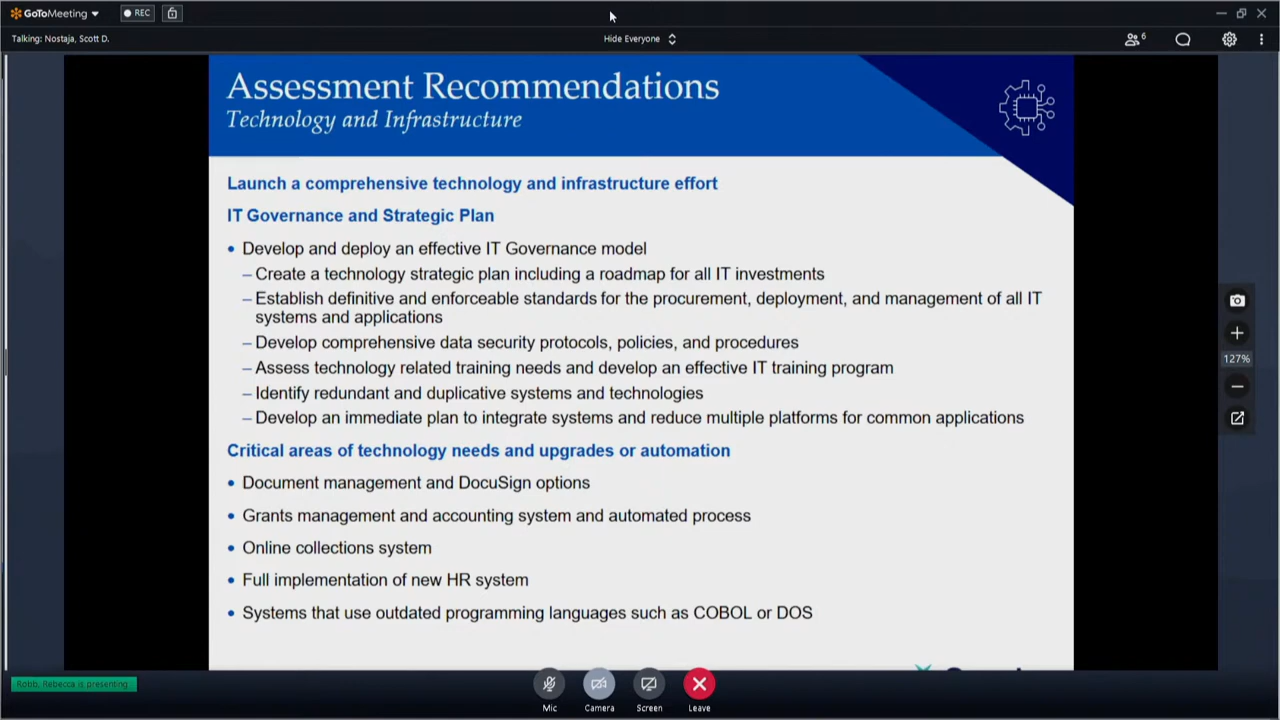 GoToMeeting
REC
Talking: Nostaja, Scott D.
Hide Everyone
6
Assessment Recommendations
Technology and Infrastructure
Launch a comprehensive technology and infrastructure effort
IT Governance and Strategic Plan
• Develop and deploy an effective IT Governance model
– Create a technology strategic plan including a roadmap for all IT investments
– Establish definitive and enforceable standards for the procurement, deployment, and management of all IT
systems and applications
– Develop comprehensive data security protocols, policies, and procedures
– Assess technology related training needs and develop an effective IT training program
– Identify redundant and duplicative systems and technologies
– Develop an immediate plan to integrate systems and reduce multiple platforms for common applications
Critical areas of technology needs and upgrades or automation
• Document management and DocuSign options
• Grants management and accounting system and automated process
• Online collections system
• Full implementation of new HR system
• Systems that use outdated programming languages such as COBOL or DOS
127%
Robb, Rebecca is presenting
Mic
Camera
Screen
Leave